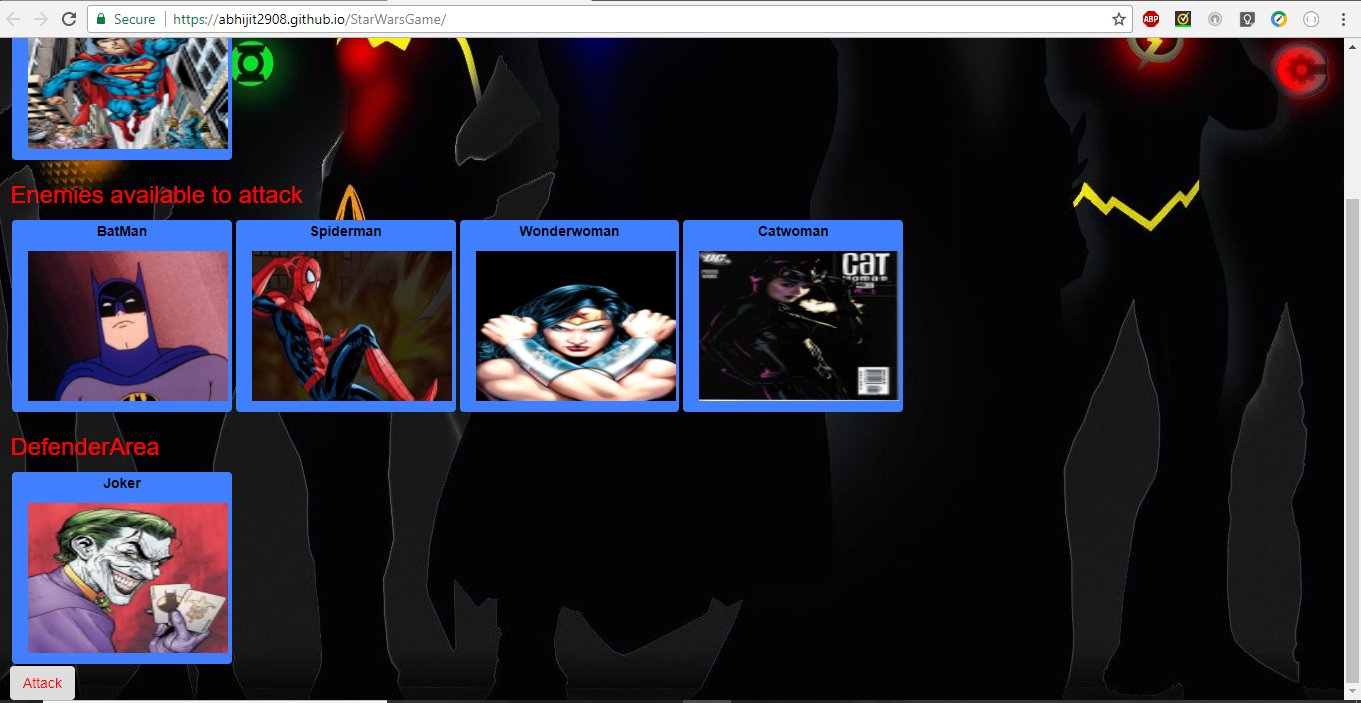 Secure https://abhijit2908.github.io/StarWarsGame/
ABP
Enemies available to attack
BatMan Spiderman Wonderwoman Catwoman
DC
CAT
WOMAN
DefenderArea
Joker
Attack